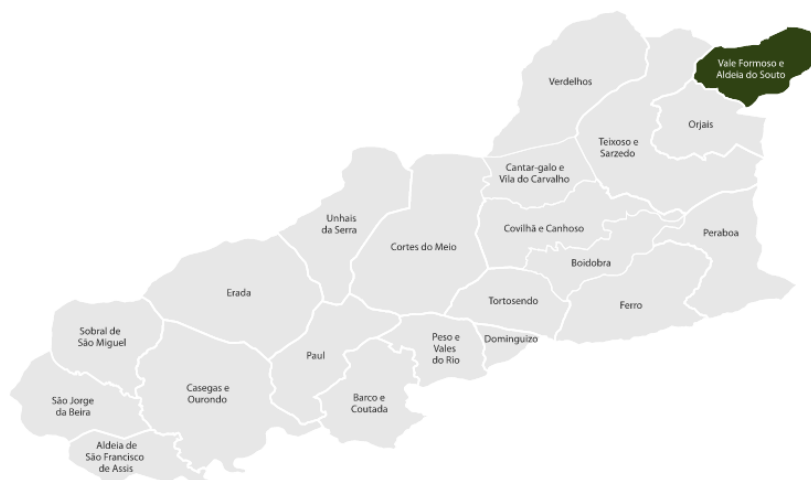 Vale Formoso e
Aldeia do Souto
Verdelhos
Orjais
Teixoso e
Sarzedo
Cantar-galo e
Vila do Carvalho
Unhais
da Serra
Covilhã e Canhoso
Peraboa
Cortes do Meio
Boidobra
Erada
Tortosendo
Ferro
Sobral de
São Miguel
Peso e
Vales
do Rio
Dominguizo
Paul
Casegas e
Ourondo
Barco e
Coutada
São Jorge
da Beira
Aldeia de
São Francisco
de Assis